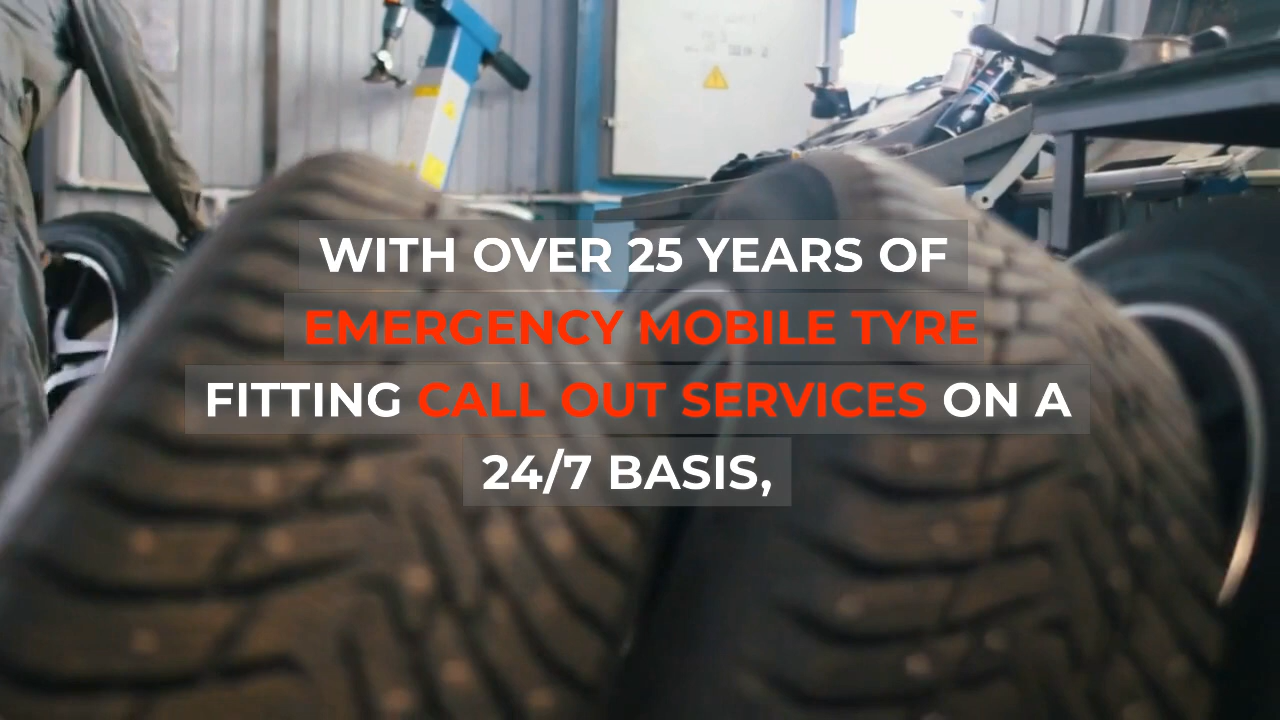 WITH OVER 25 YEARS OF
EMERGENCY MOBILE TYRE
FITTING CALL OUT SERVICES ON A
24/7 BASIS,